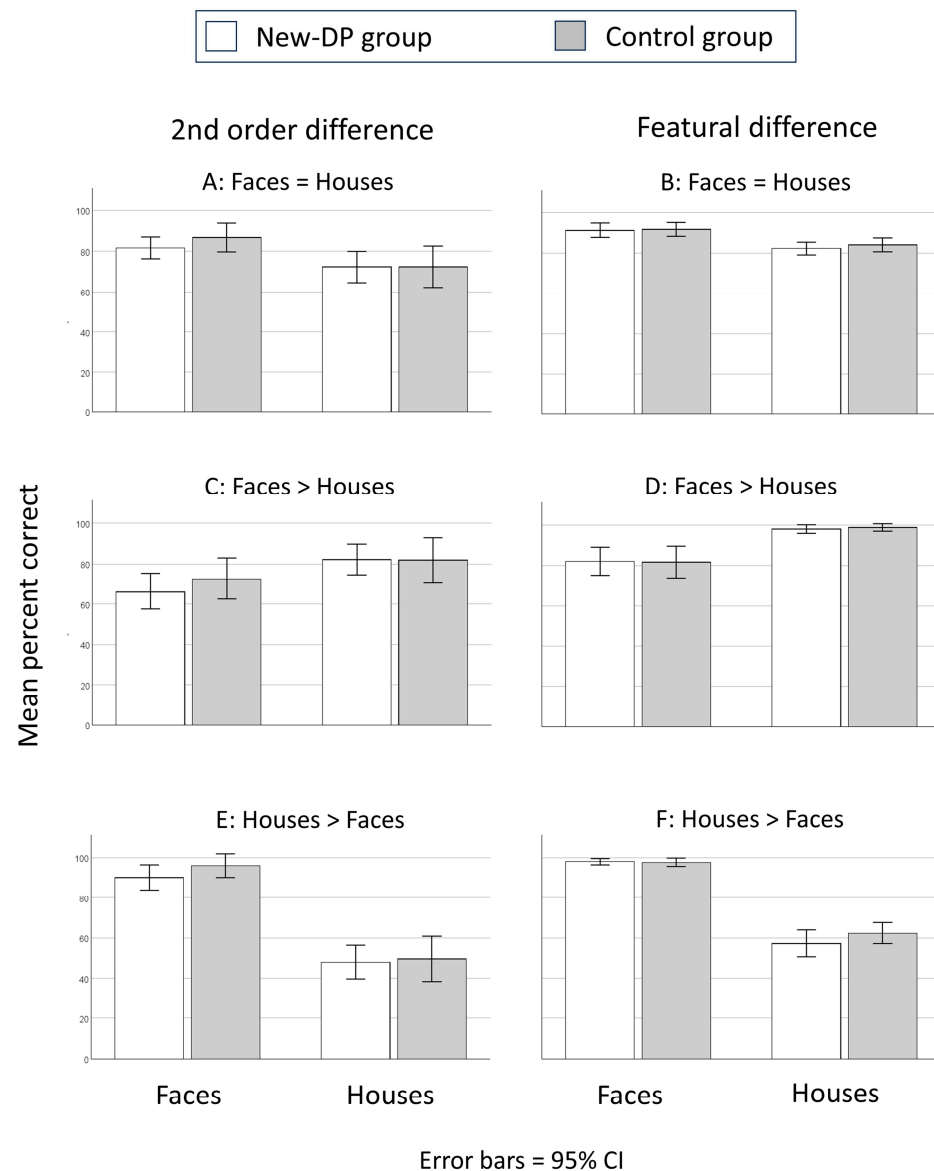 New-DP group
Control group
2nd order difference
Featural difference
A: Faces = Houses
B: Faces = Houses
100
80
60
40
20
0
Mean percent correct
C: Faces > Houses
D: Faces > Houses
100
80
60
40
20
0
E: Houses > Faces
F: Houses > Faces
100
80
60
40
20
0
Faces
Houses
Faces
Houses
Error bars = 95% CI